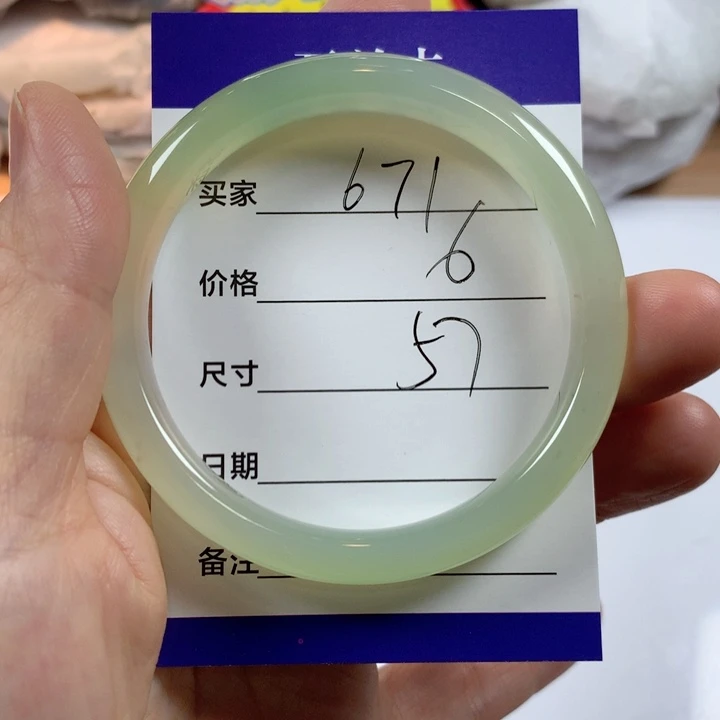 买家 671
价格 6
尺寸 57
日期
备注